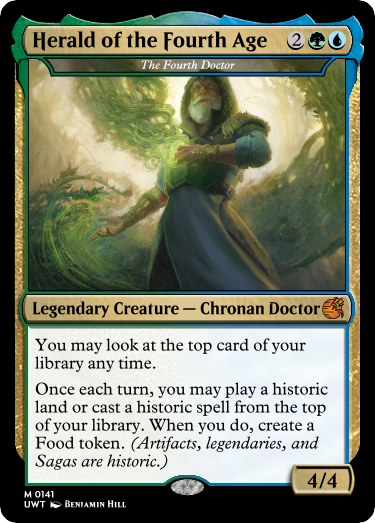 Herald of the Fourth Age 2
The Fourth Doctor
Legendary Creature — Chronan Doctor
You may look at the top card of your
library any time.
Once each turn, you may play a historic
land or cast a historic spell from the top
of your library. When you do, create a
Food token. (Artifacts, legendaries, and
Sagas are historic.)
4/4
M 0141
UWT Benjamin Hill